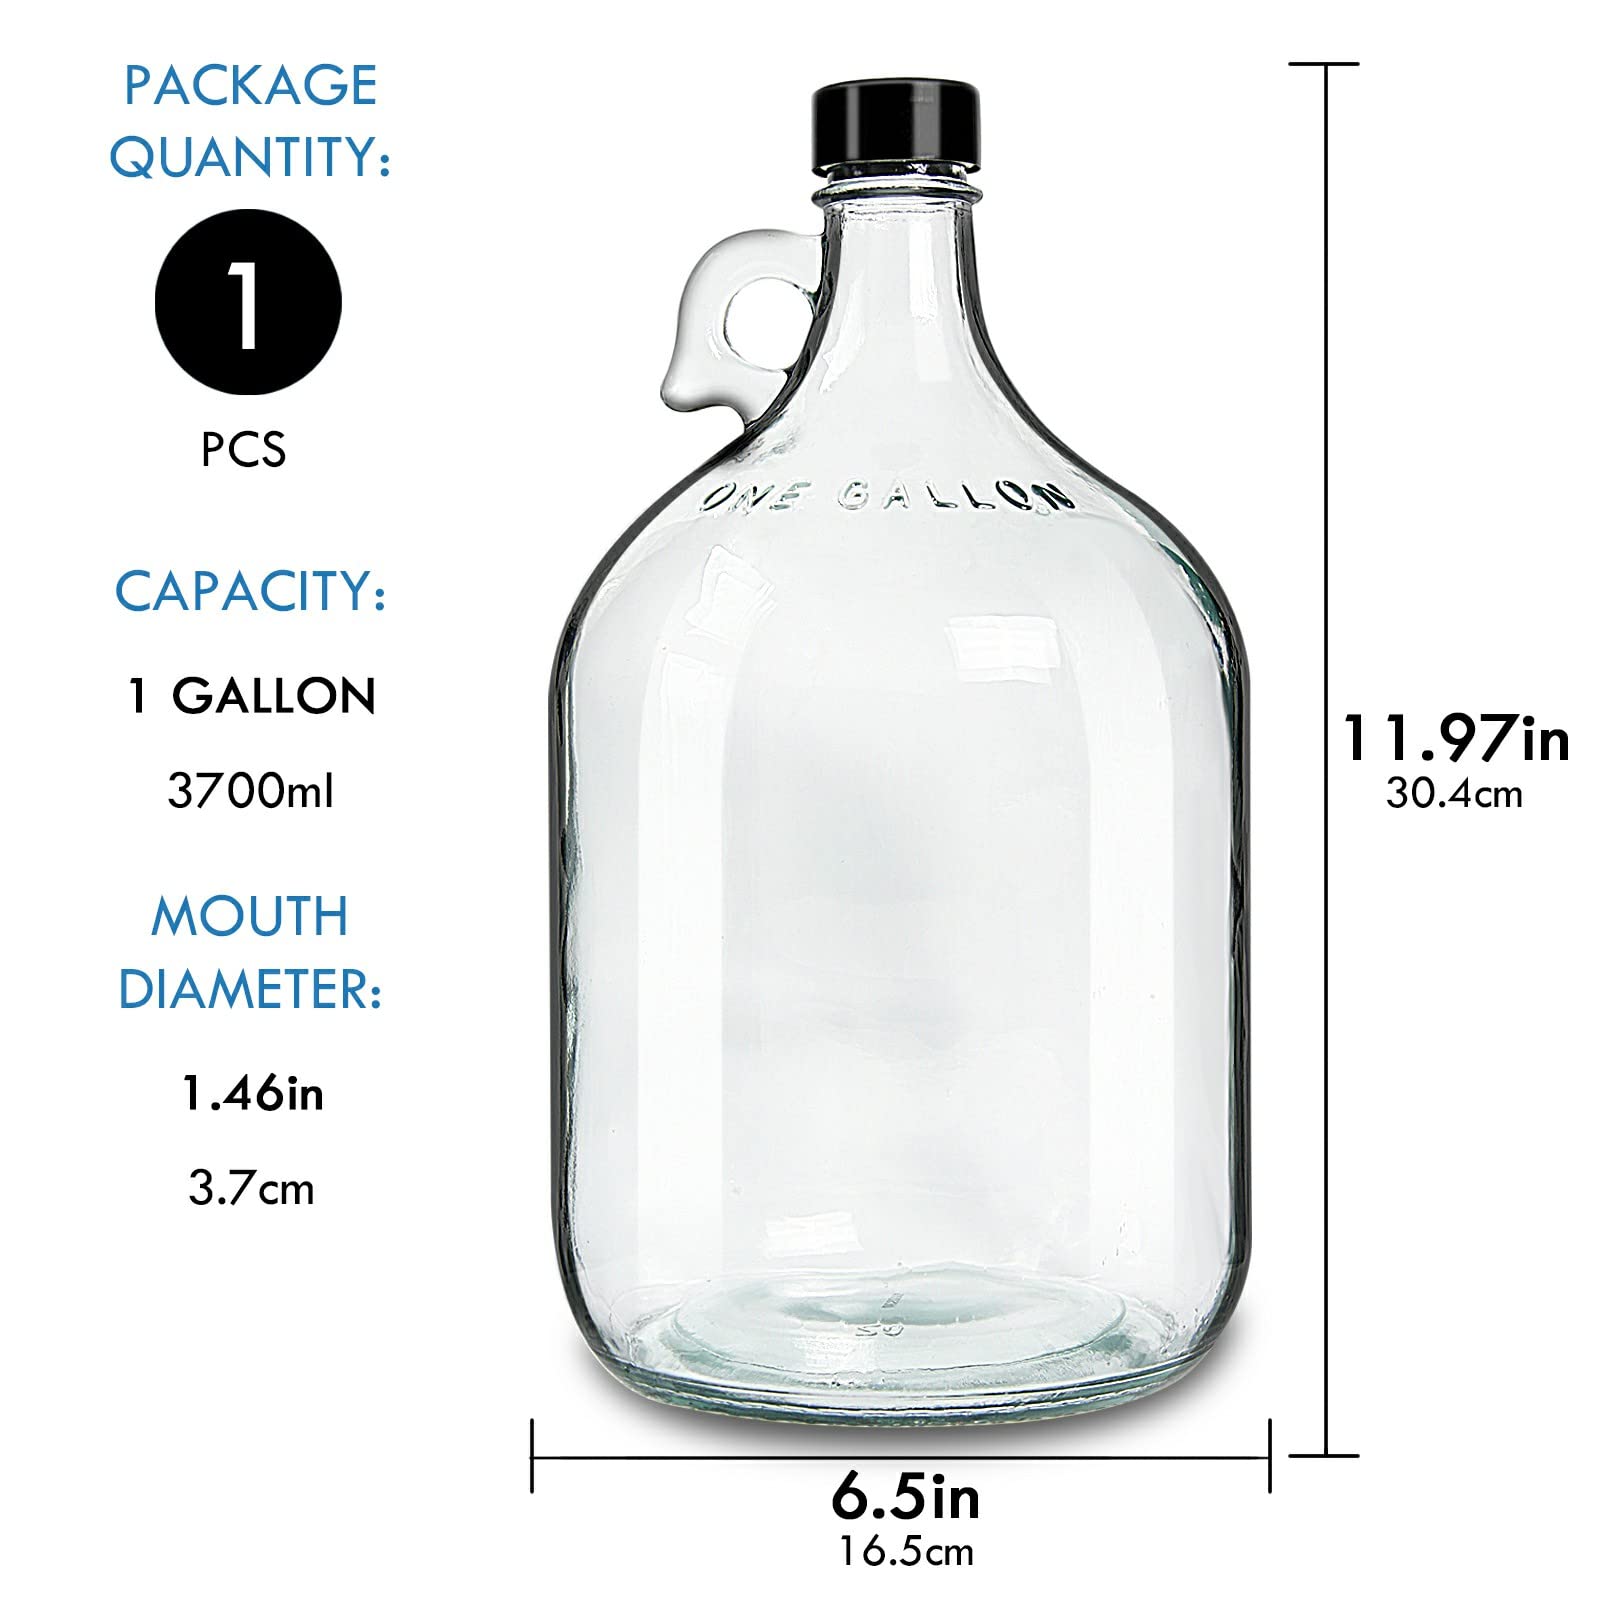 PACKAGE
QUANTITY:
1
PCS
CAPACITY:
1 GALLON
3700ml
MOUTH
DIAMETER:
1.46in
3.7cm
ONE GALLON
11.97in
30.4cm
6.5in
16.5cm